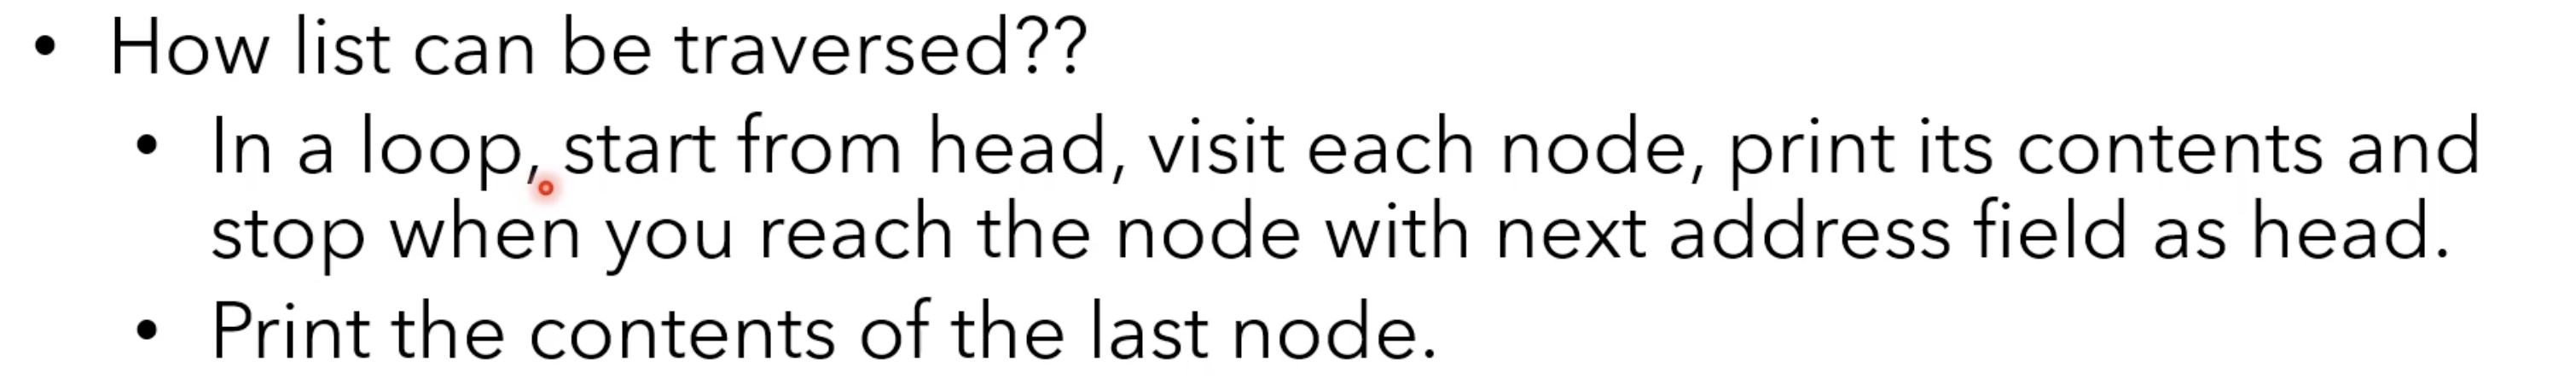 • How list can be traversed??
• In a loop, start from head, visit each node, print its contents and
stop when you reach the node with next address field as head.
• Print the contents of the last node.